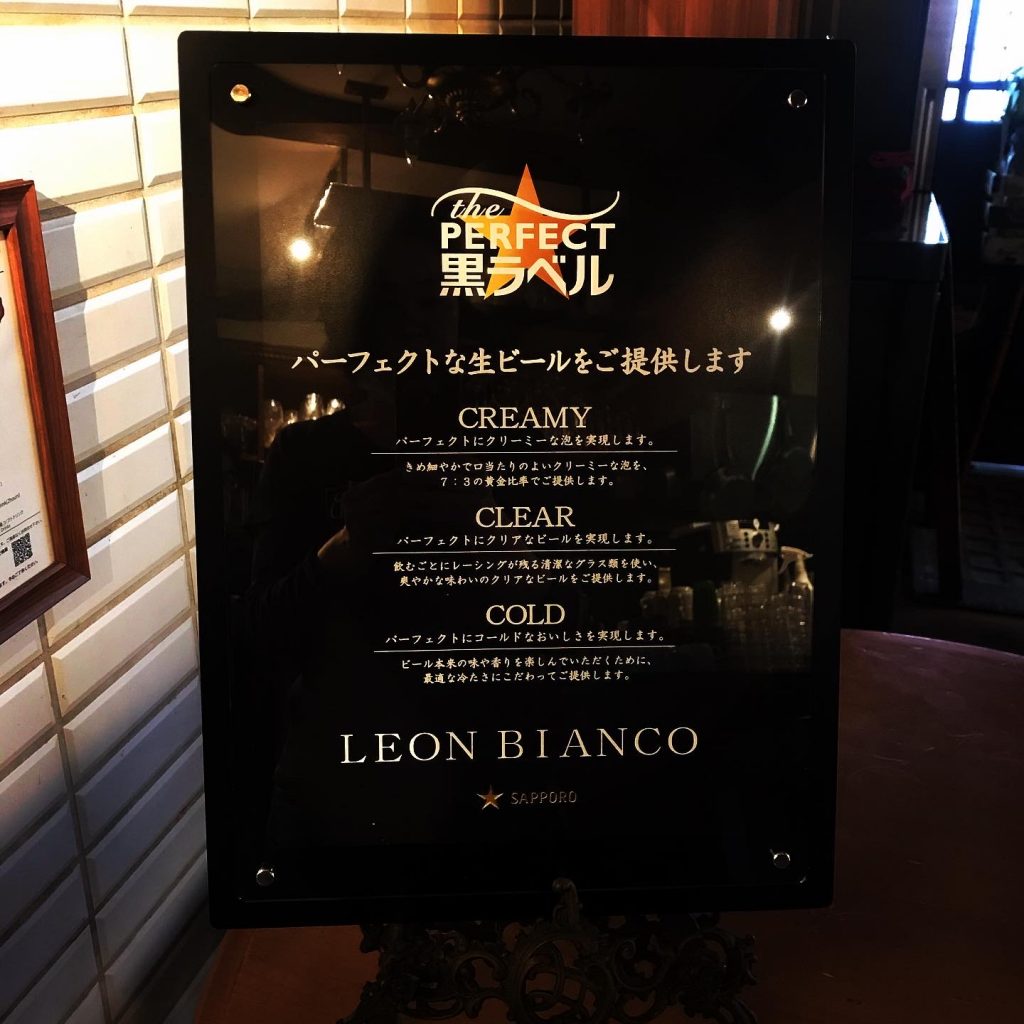 the
PERFECT
黒ラベル
パーフェクトな生ビールをご提供します
CREAMY
パーフェクトにクリーミーな泡を実現します。
きめ細やかで口当たりのよいクリーミーな泡を、
7:3の黄金比率でご提供します。
CLEAR
パーフェクトにクリアなビールを実現します。
飲むごとにレーシングが残る清潔なグラス類を使い、
爽やかな味わいのクリアなビールをご提供します。
COLD
パーフェクトにコールドなおいしさを実現します。
ビール本来の味や香りを楽しんでいただくために、
最適な冷たさにこだわってご提供します。
LEON BIANCO
SAPPORO